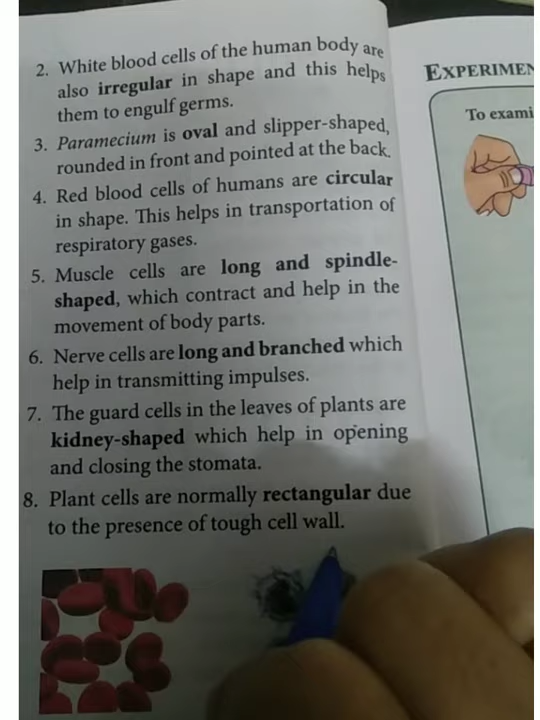 2. White blood cells of the human body are
also irregular in shape and this helps
them to engulf germs.
3. Paramecium is oval and slipper-shaped,
rounded in front and pointed at the back.
4. Red blood cells of humans are circular
in shape. This helps in transportation of
respiratory gases.
5. Muscle cells are long and spindle-
shaped, which contract and help in the
movement of body parts.
6. Nerve cells are long and branched which
help in transmitting impulses.
7. The guard cells in the leaves of plants are
kidney-shaped which help in opening
and closing the stomata.
8. Plant cells are normally rectangular due
to the presence of tough cell wall.
EXPERIMEN
To exami